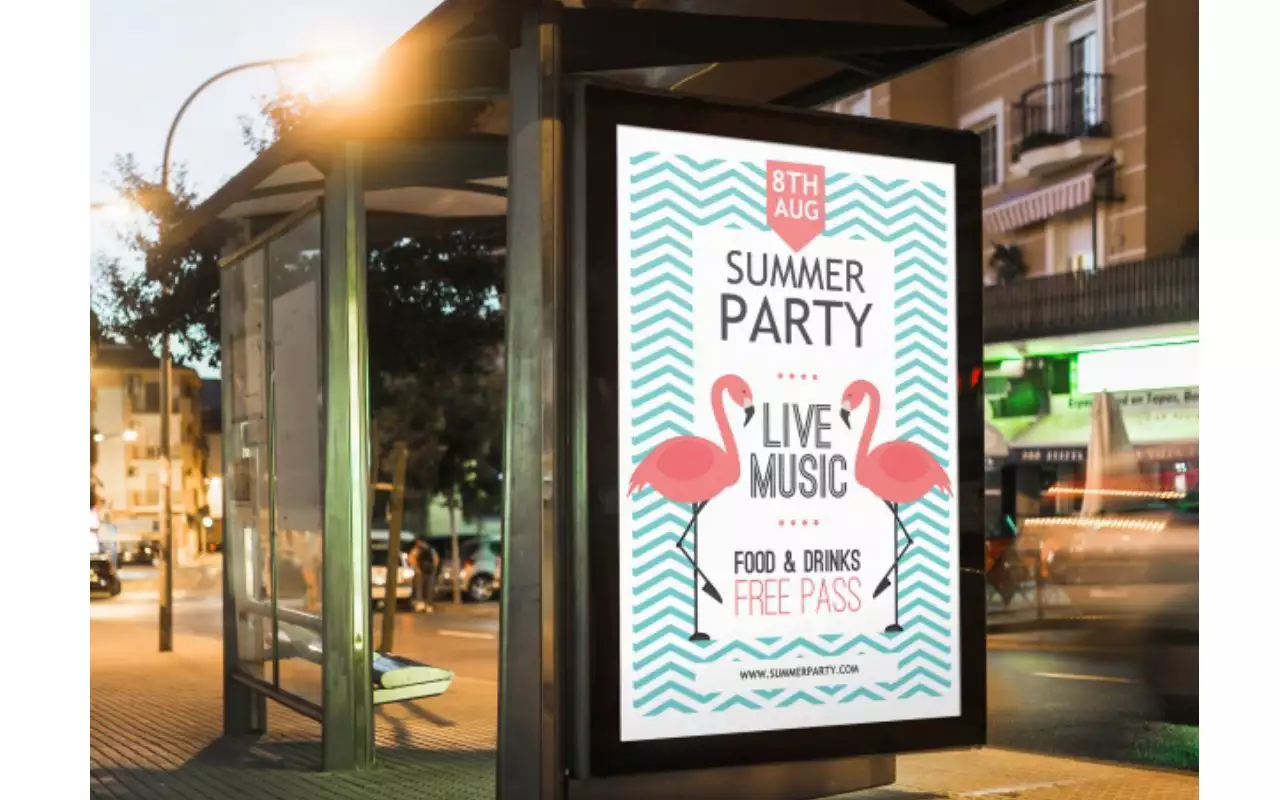 8TH
AUG
SUMMER
PARTY
LIVE
MUSIC
FOOD & DRINKS
FREE PASS
WWW.SUMMERPARTY.COM